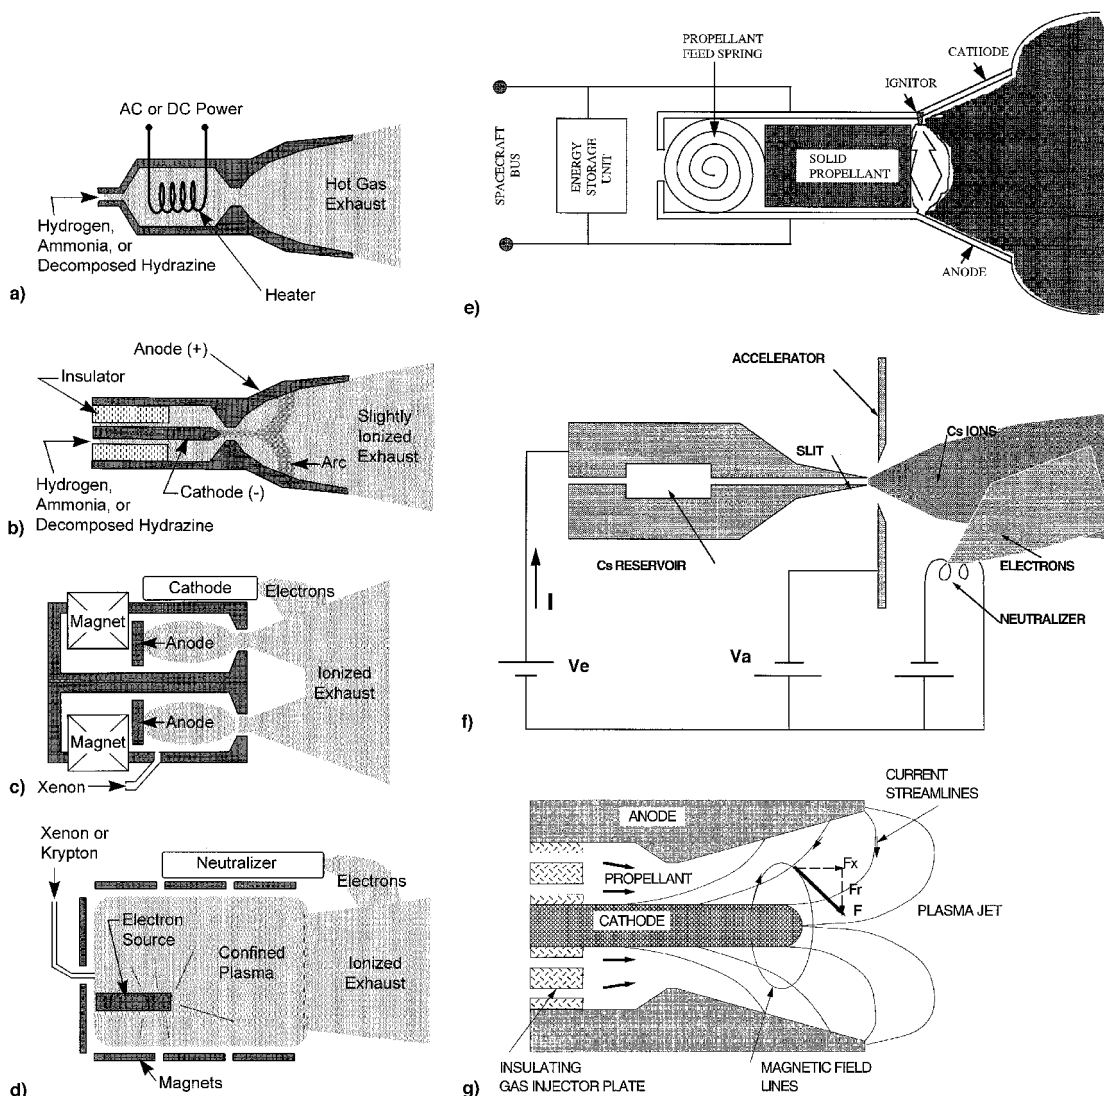 AC or DC Power
Hot Gas
Exhaust
Hydrogen,
Ammonia, or
Decomposed Hydrazine
Heater
a)
Anode (+)
Insulator
Slightly
Ionized
Exhaust
Arc
Hydrogen,
Ammonia, or
Decomposed Hydrazine
Cathode (-)
b)
Cathode
Electrons
Magnet
Anode
Ionized
Exhaust
Anode
Magnet
Xenon
c)
Xenon or
Krypton
Neutralizer
Electrons
Electron
Source
Confined
Plasma
Ionized
Exhaust
Magnets
d)
PROPELLANT
FEED SPRING
CATHODE
IGNITOR
SPACECRAFT
BUS
ENERGY
STORAGE
UNIT
SOLID
PROPELLANT
ANODE
e)
ACCELERATOR
Cs IONS
SLIT
Cs RESERVOIR
ELECTRONS
NEUTRALIZER
I
Ve
Va
f)
CURRENT
STREAMLINES
ANODE
PROPELLANT
Fx
Fr
F
CATHODE
PLASMA JET
INSULATING
GAS INJECTOR PLATE
MAGNETIC FIELD
LINES
g)